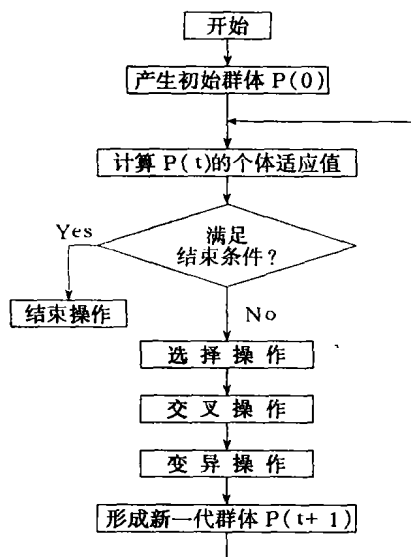 开始
产生初始群体 P(0)
计算 P(t)的个体适应值
满足
结束条件?
Yes
结束操作
No
选择操作
交叉操作
变异操作
形成新一代群体 P(t+1)